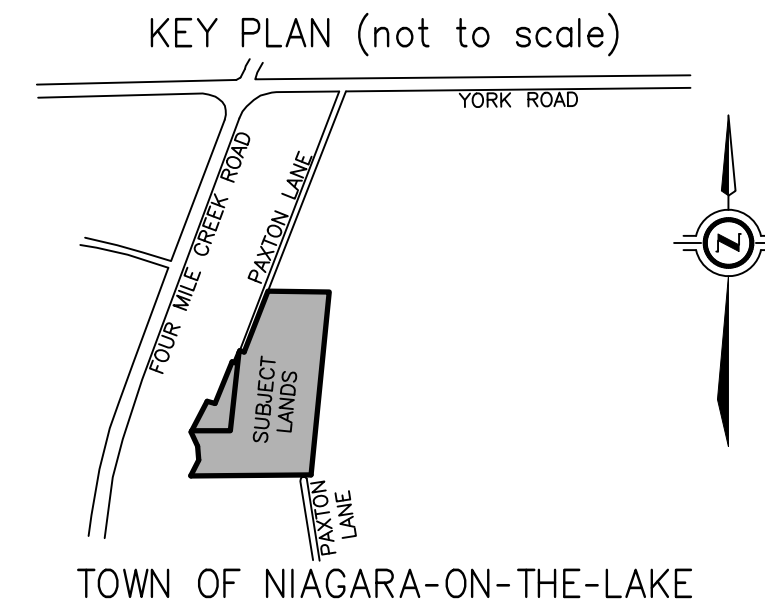 KEY PLAN (not to scale)
YORK ROAD
FOUR MILE CREEK ROAD
PAXTON LANE
N
SUBJECT
LANDS
PAXTON
LANE
TOWN OF NIAGARA-ON-THE-LAKE